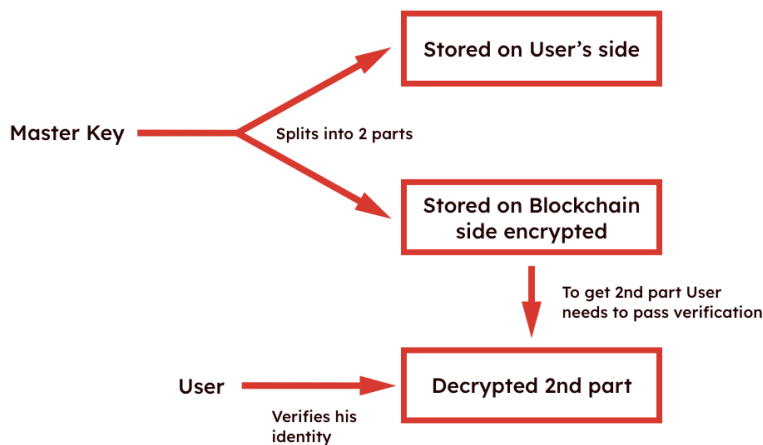 Stored on User's side
Master Key
Splits into 2 parts
Stored on Blockchain
side encrypted
To get 2nd part User
needs to pass verification
User
Decrypted 2nd part
Verifies his
identity